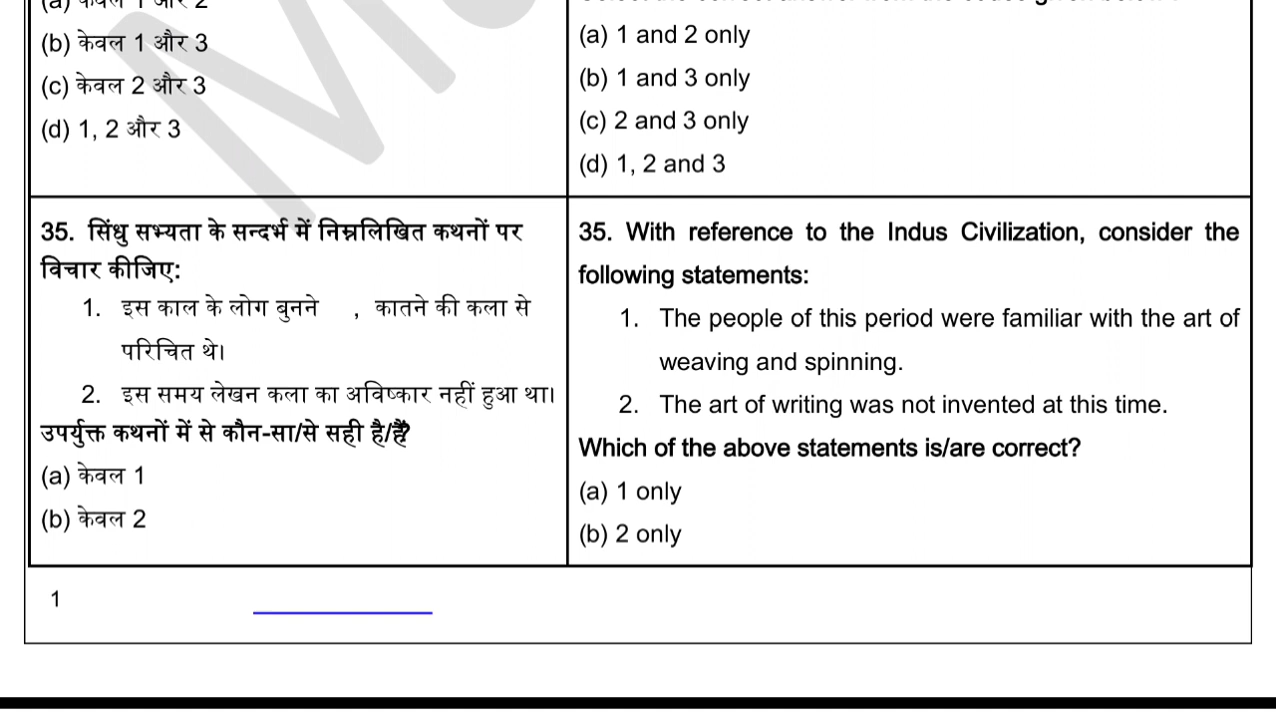 (b) केवल 1 और 3
(c) केवल 2 और 3
(d) 1, 2 और 3
(a) 1 and 2 only
(b) 1 and 3 only
(c) 2 and 3 only
(d) 1, 2 and 3
35. सिंधु सभ्यता के सन्दर्भ में निम्नलिखित कथनों पर
विचार कीजिए:
1. इस काल के लोग बुनने , कातने की कला से
परिचित थे।
2. इस समय लेखन कला का अविष्कार नहीं हुआ था।
उपर्युक्त कथनों में से कौन-सा/से सही है/हैं?
(a) केवल 1
(b) केवल 2
35. With reference to the Indus Civilization, consider the
following statements:
1. The people of this period were familiar with the art of
weaving and spinning.
2. The art of writing was not invented at this time.
Which of the above statements is/are correct?
(a) 1 only
(b) 2 only
1